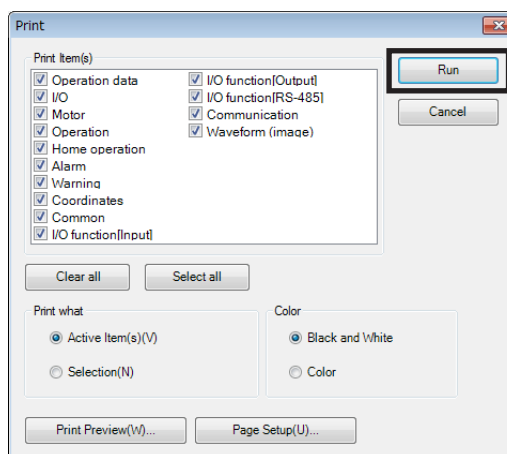 Print
Print Item(s)
Operation data
I/O
Motor
Operation
Home operation
Alarm
Warning
Coordinates
Common
I/O function[Input]
I/O function[Output]
I/O function[RS-485]
Communication
Waveform (image)
Run
Cancel
Clear all
Select all
Print what
Active Item(s)(V)
Selection(N)
Color
Black and White
Color
Print Preview(W)...
Page Setup(U)...